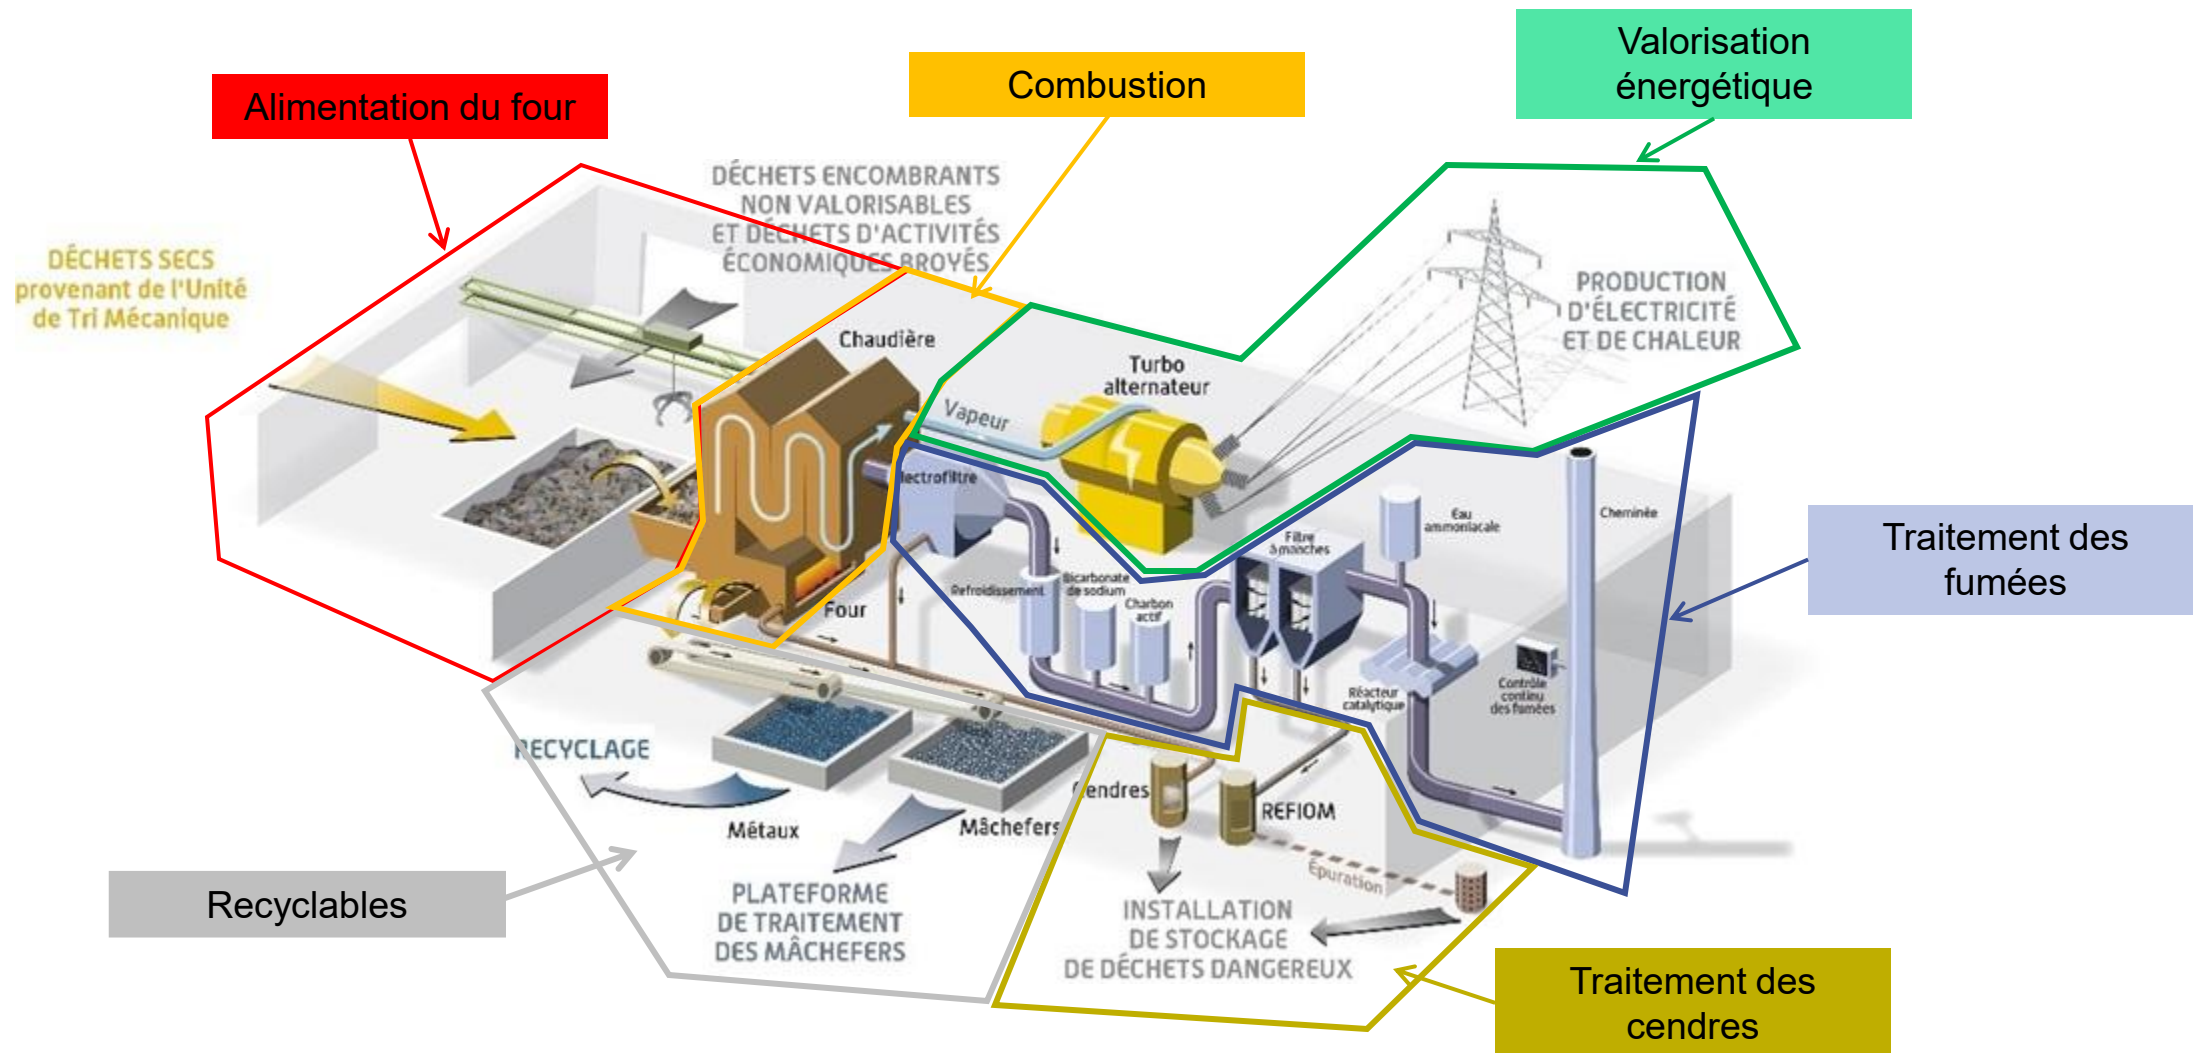 Valorisation
énergétique
Combustion
Alimentation du four
DÉCHETS ENCOMBRANTS
NON VALORISABLES
ET DÉCHETS D'ACTIVITÉS
ÉCONOMIQUES BROYÉS
DÉCHETS SECS
provenant de l'Unité
de Tri Mécanique
PRODUCTION
D'ÉLECTRICITÉ
ET DE CHALEUR
Chaudière
Turbo
alternateur
Vapeur
lectrofiltre
Eau
ammoniacale
Cheminée
Filtre
à manches
Traitement des
fumées
Refroidissement
Bicarbonate
de sodium
Charbon
actif
Four
Réacteur
catalytique
Contrôle
continu
des fumées
RECYCLAGE
Métaux
Mâchefers
Cendres
REFIOM
Épuration
Recyclables
PLATEFORME
DE TRAITEMENT
DES MÂCHEFERS
INSTALLATION
DE STOCKAGE
DE DÉCHETS DANGEREUX
Traitement des
cendres